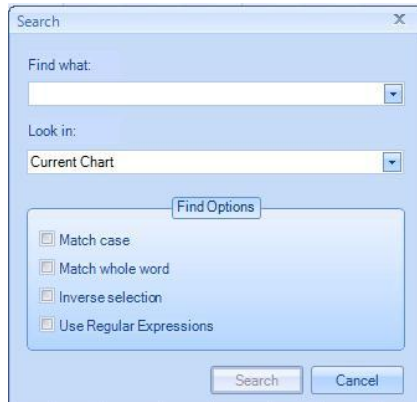 Search
Find what:
Look in:
Current Chart
Find Options
Match case
Match whole word
Inverse selection
Use Regular Expressions
Search Cancel